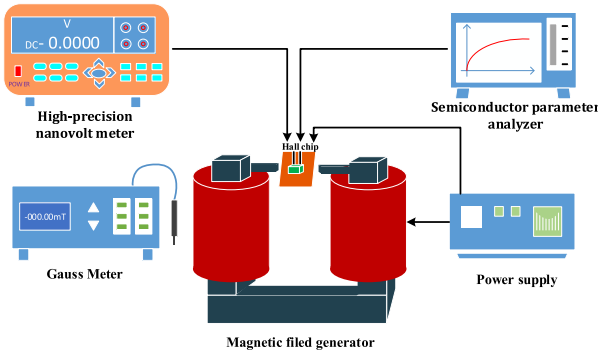 V
DC- 0.0000
POWER
High-precision
nanovolt meter
Semiconductor parameter
analyzer
Hall chip
-000.00mT
Gauss Meter
Power supply
Magnetic filed generator